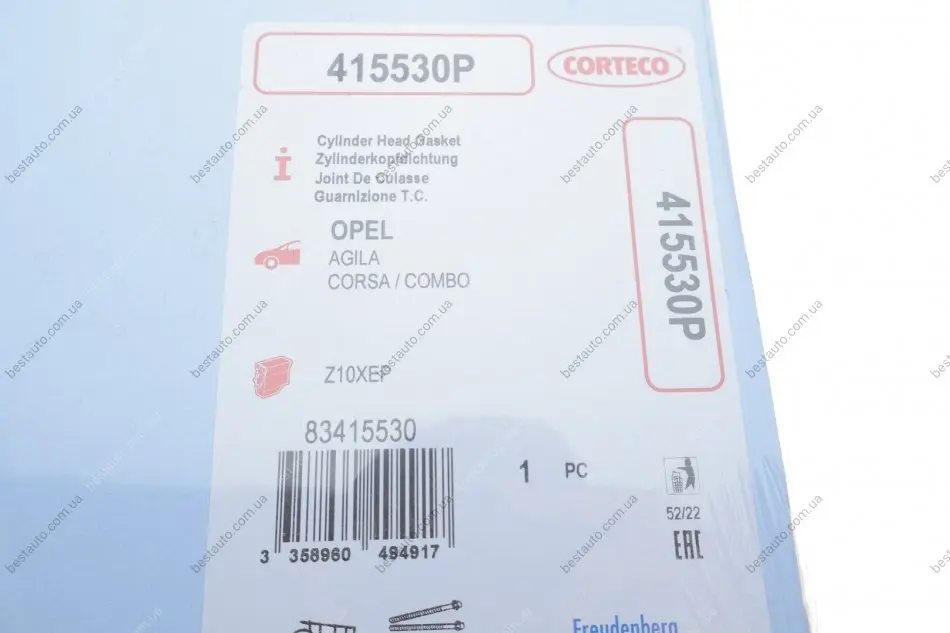 415530P
CORTECO
Cylinder Head Gasket
Zylinderkopfdichtung
Joint De Culasse
Guarnizione T.C.
415530P
OPEL
AGILA
CORSA / COMBO
Z10XEP
83415530
1 PC
3 358960 494917
52/22
EAC
Freudenberg
bestauto.com.ua